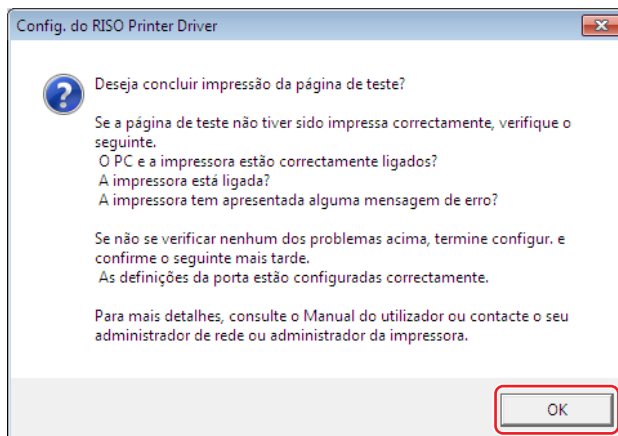 Config. do RISO Printer Driver
Deseja concluir impressão da página de teste?
Se a página de teste não tiver sido impressa correctamente, verifique o
seguinte.
O PC e a impressora estão correctamente ligados?
A impressora está ligada?
A impressora tem apresentada alguma mensagem de erro?
Se não se verificar nenhum dos problemas acima, termine configur. e
confirme o seguinte mais tarde.
As definições da porta estão configuradas correctamente.
Para mais detalhes, consulte o Manual do utilizador ou contacte o seu
administrador de rede ou administrador da impressora.
OK